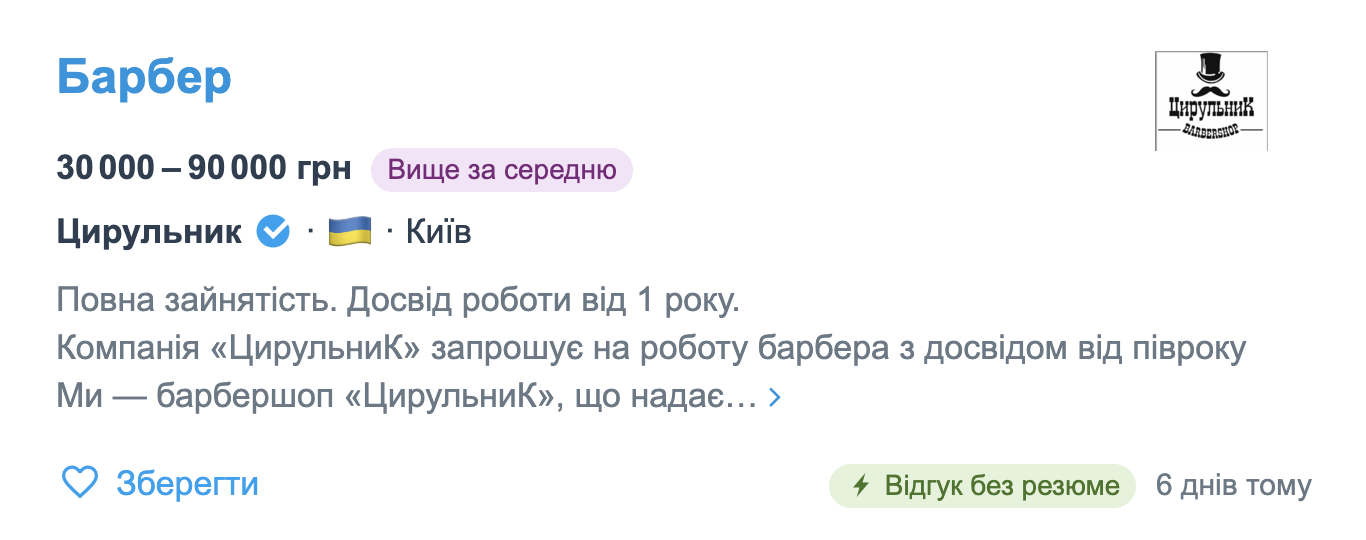 Барбер
ЦирульниК
BARBERSHOP
30 000 – 90 000 грн Вище за середню
Цирульник · 🇺🇦 · Київ
Повна зайнятість. Досвід роботи від 1 року.
Компанія «ЦирульниК» запрошує на роботу барбера з досвідом від півроку
Ми — барбершоп «ЦирульниК», що надає…
Зберегти
Відгук без резюме 6 днів тому